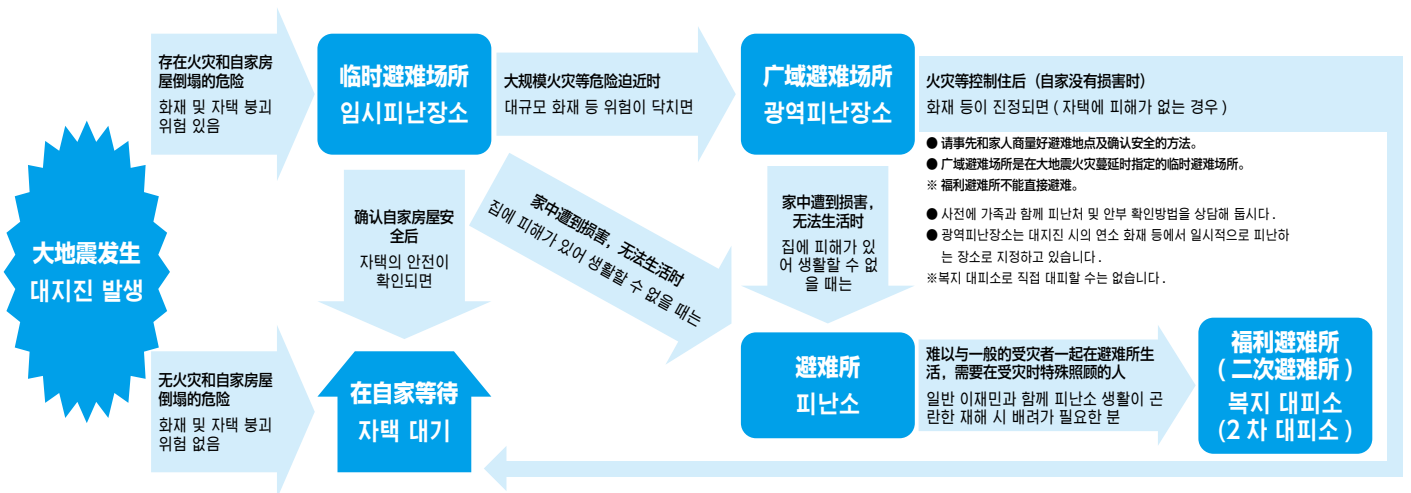 大地震发生
대지진 발생
存在火灾和自家房
屋倒塌的危险
화재 및 자택 붕괴
위험 있음
临时避难场所
임시피난장소
大规模火灾等危险迫近时
대규모 화재 등 위험이 닥치면
广域避难场所
광역피난장소
火灾等控制住后（自家没有损害时）
화재 등이 진정되면 ( 자택에 피해가 없는 경우 )
● 请事先和家人商量好避难地点及确认安全的方法。
● 广域避难场所是在大地震火灾蔓延时指定的临时避难场所。
※ 福利避难所不能直接避难。
● 사전에 가족과 함께 피난처 및 안부 확인방법을 상담해 둡시다 .
● 광역피난장소는 대지진 시의 연소 화재 등에서 일시적으로 피난하
는 장소로 지정하고 있습니다 .
※복지 대피소로 직접 대피할 수는 없습니다 .
确认自家房屋安
全后
자택의 안전이
확인되면
家中遭到损害，无法生活时
집에 피해가 있어 생활할 수 없을 때는
家中遭到损害，
无法生活时
집에 피해가 있
어 생활할 수 없
을 때는
无火灾和自家房屋
倒塌的危险
화재 및 자택 붕괴
위험 없음
在自家等待
자택 대기
避难所
피난소
难以与一般的受灾者一起在避难所生
活，需要在受灾时特殊照顾的人
일반 이재민과 함께 피난소 생활이 곤
란한 재해 시 배려가 필요한 분
福利避难所
( 二次避难所 )
복지 대피소
(2 차 대피소 )